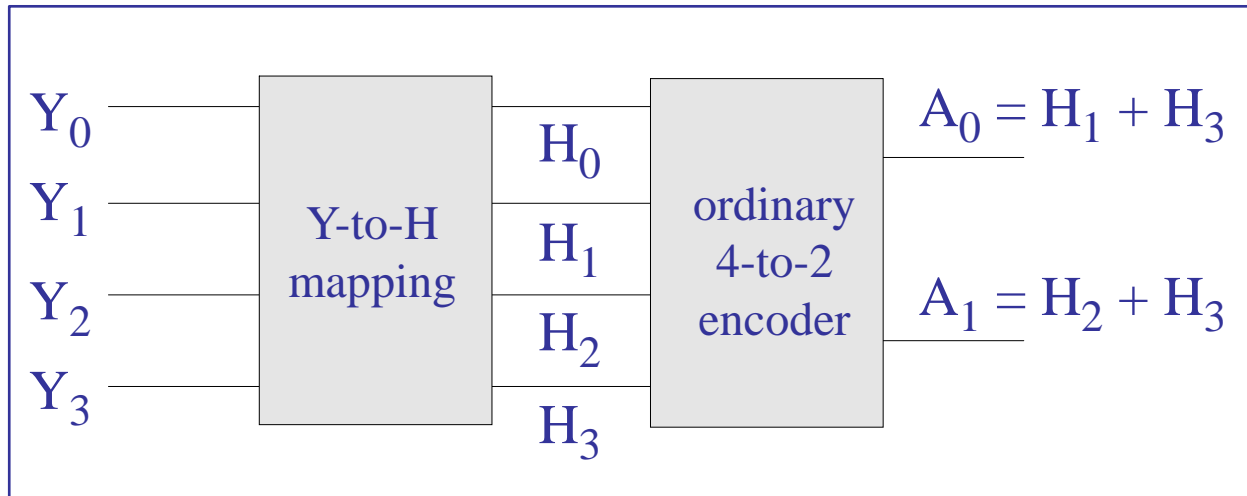 Y0
Y1
Y2
Y3
Y-to-H
mapping
H0
H1
H2
H3
ordinary
4-to-2
encoder
A0 = H1 + H3
A1 = H2 + H3